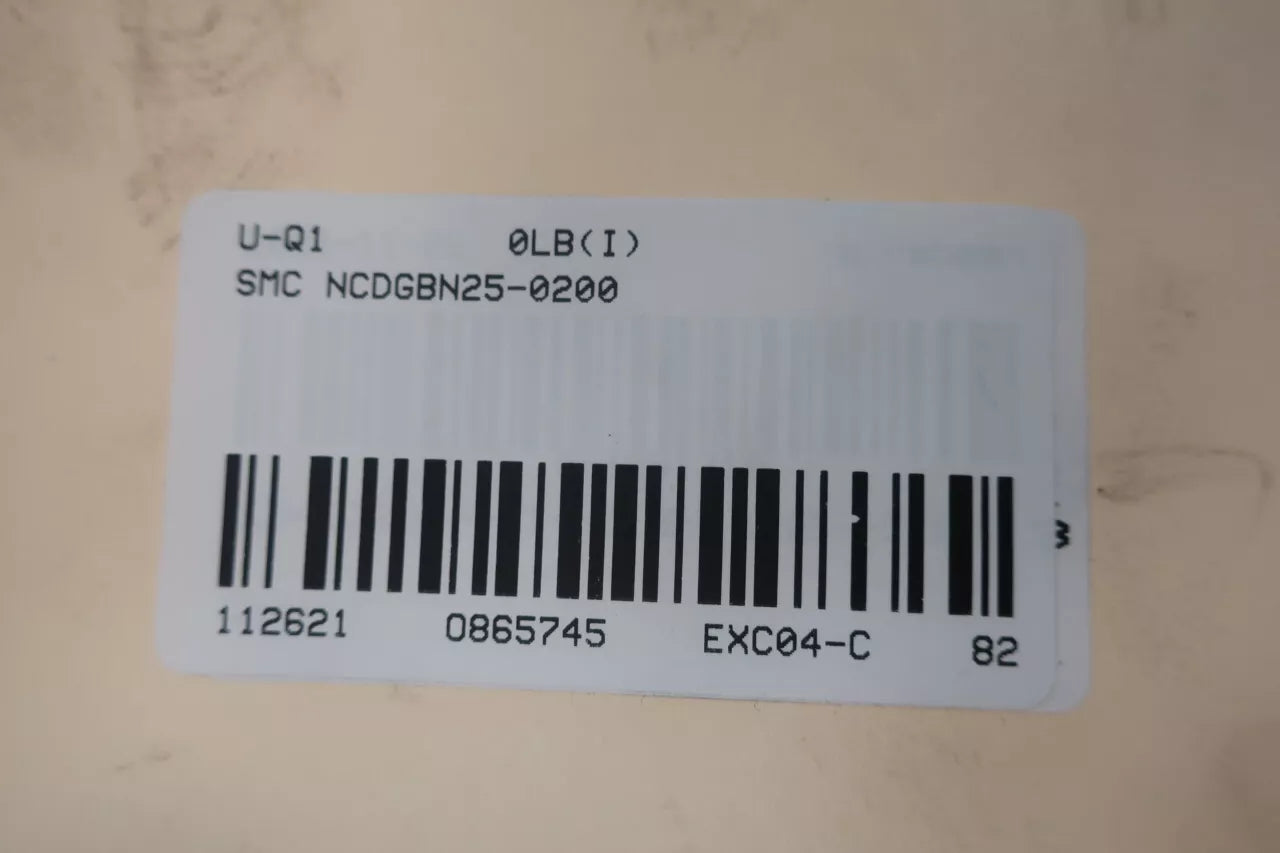 U-Q1 0LB(I)
SMC NCDGBN25-0200
112621 0865745 EXC04-C 82